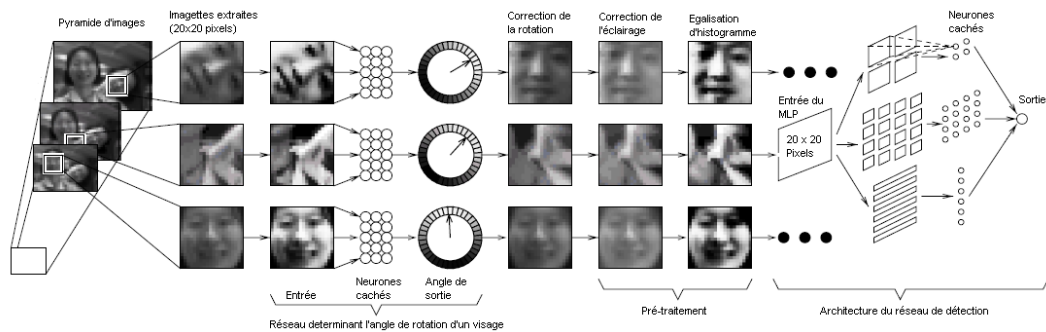 Pyramide d'images
Imagettes extraites
(20x20 pixels)
Correction de
la rotation
Correction de
l'éclairage
Egalisation
d'histogramme
Neurones
cachés
Entrée du
MLP
20 x 20
Pixels
Sortie
Entrée
Neurones
cachés
Angle de
sortie
Réseau determinant l'angle de rotation d'un visage
Pré-traitement
Architecture du réseau de détection